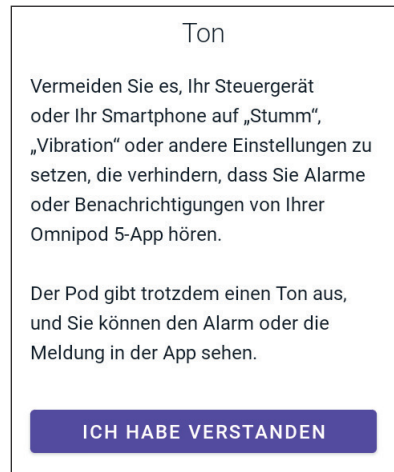 Ton
Vermeiden Sie es, Ihr Steuergerät
oder Ihr Smartphone auf „Stumm“,
„Vibration“ oder andere Einstellungen zu
setzen, die verhindern, dass Sie Alarme
oder Benachrichtigungen von Ihrer
Omnipod 5-App hören.
Der Pod gibt trotzdem einen Ton aus,
und Sie können den Alarm oder die
Meldung in der App sehen.
ICH HABE VERSTANDEN